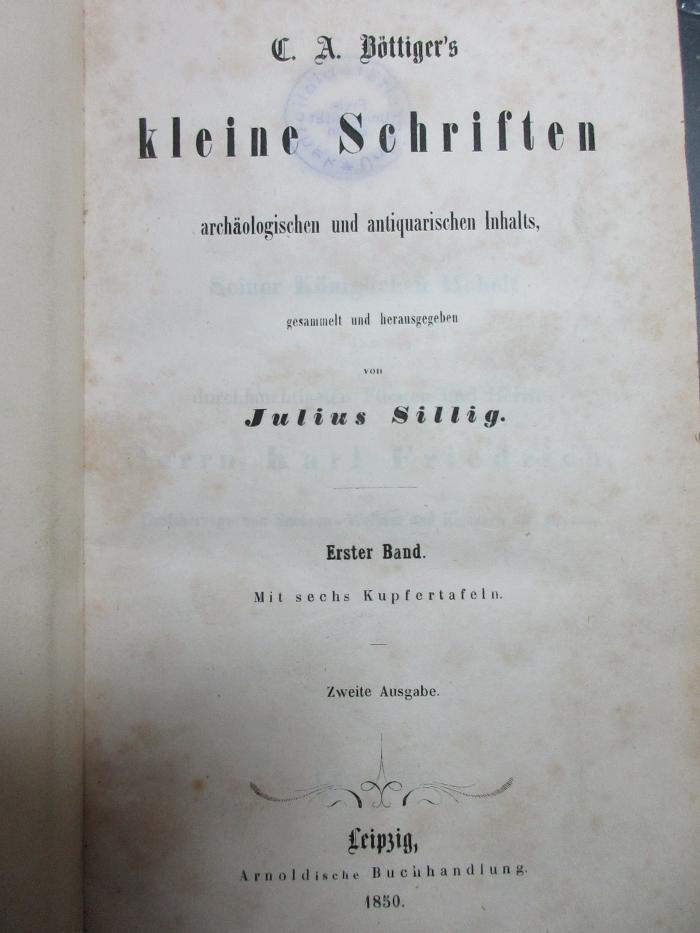 C. A. Böttiger's
kleine Schriften
archäologischen und antiquarischen Inhalts,
gesammelt und herausgegeben
von
Julius Sillig.
Erster Band.
Mit sechs Kupfertafeln.
Zweite Ausgabe.
Leipzig,
Arnoldische Buchhandlung.
1850.